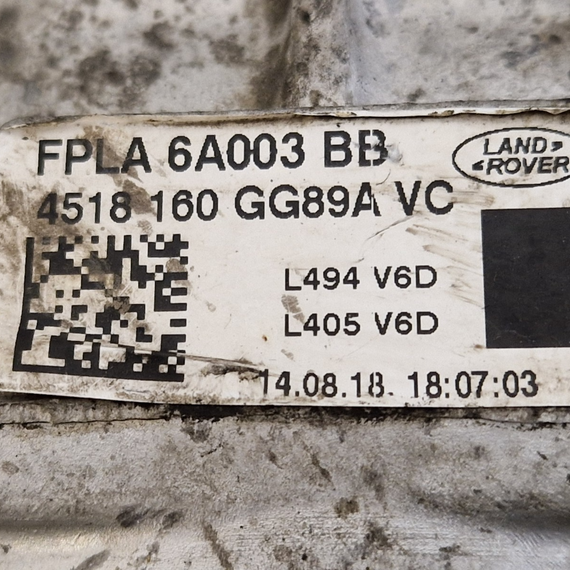 FPLA 6A003 BB
LAND
ROVER
4518 160 GG89A VC
L494 V6D
L405 V6D
14.08.18. 18:07:03